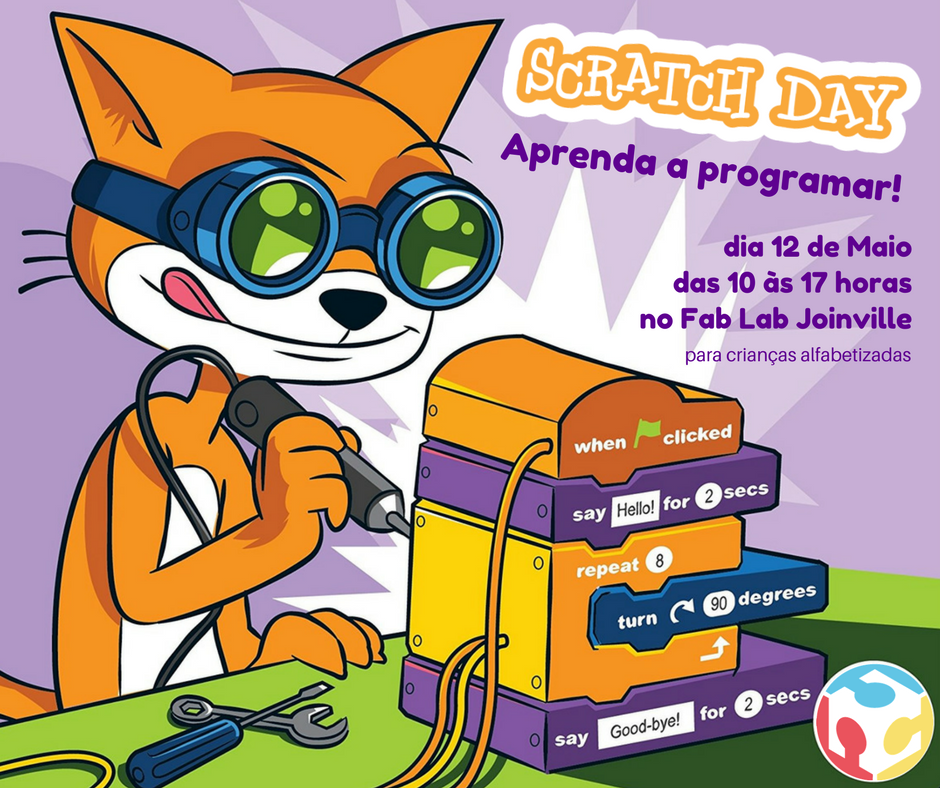 SCRATCH DAY
Aprenda a programar!
dia 12 de Maio
das 10 às 17 horas
no Fab Lab Joinville
para crianças alfabetizadas
when clicked
say Hello! for 2 secs
repeat 8
turn 90 degrees
say Good-bye! for 2 secs